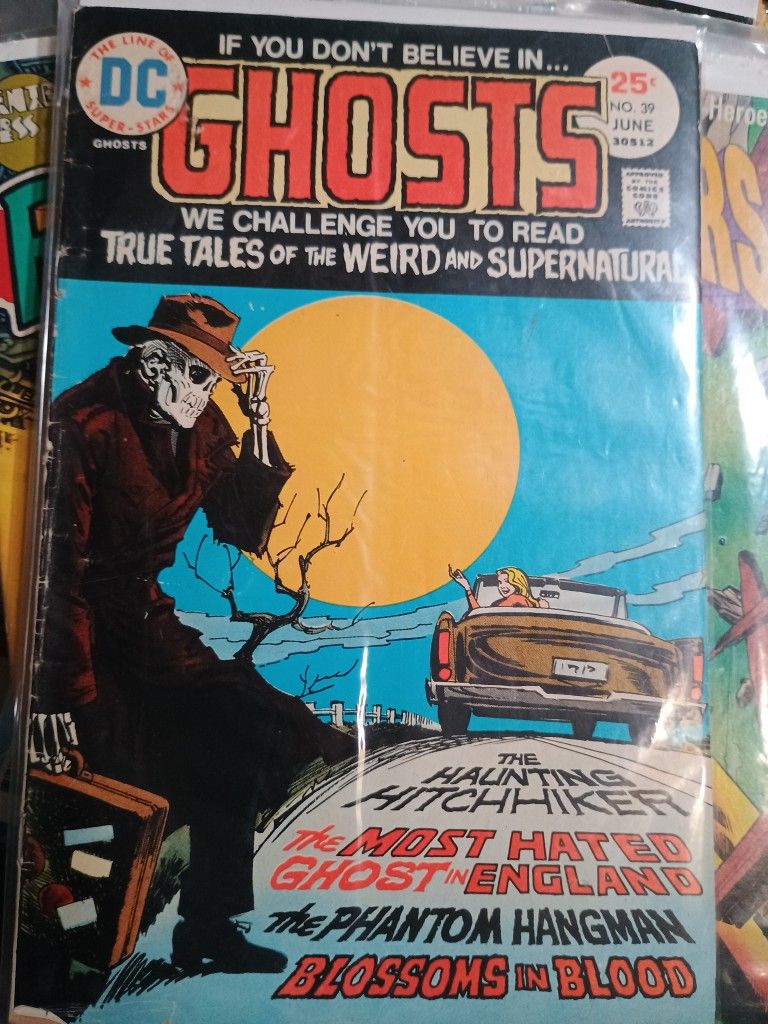 IF YOU DON'T BELIEVE IN...
THE LINE OF
DC
SUPER-STARS
GHOSTS
GHOSTS
25¢
NO. 39
JUNE
30512
APPROVED
BY THE
COMICS
CODE
AUTHORITY
WE CHALLENGE YOU TO READ
TRUE TALES OF THE WEIRD AND SUPERNATURAL
THE
HAUNTING
HITCHHIKER
THE MOST HATED
GHOST IN ENGLAND
THE PHANTOM HANGMAN
BLOSSOMS IN BLOOD
Heroe
RS